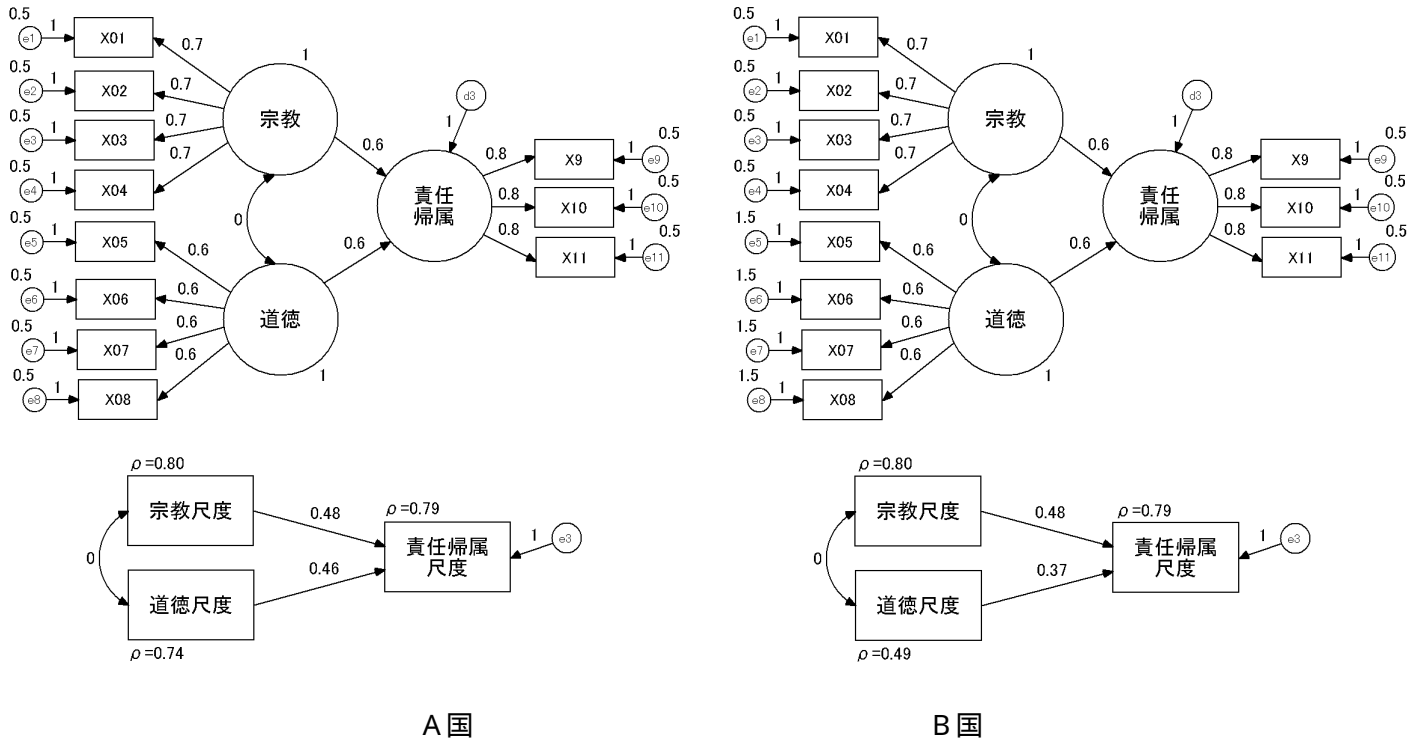 0.5
e1
1
X01
0.7
0.5
e2
1
X02
0.7
0.5
e3
1
X03
0.7
0.5
e4
1
X04
0.7
0.5
e5
1
X05
0.6
0.5
e6
1
X06
0.6
0.5
e7
1
X07
0.6
0.5
e8
1
X08
0.6
1
宗教
0
道徳
1
0.6
0.6
d3
1
責任
帰属
0.8
X9
1
e9
0.5
0.8
X10
1
e10
0.5
0.8
X11
1
e11
0.5
ρ=0.80
宗教尺度
0
道徳尺度
ρ=0.74
0.48
0.46
ρ=0.79
責任帰属
尺度
1
e3
A国
0.5
e1
1
X01
0.7
0.5
e2
1
X02
0.7
0.5
e3
1
X03
0.7
0.5
e4
1
X04
0.7
1.5
e5
1
X05
0.6
1.5
e6
1
X06
0.6
1.5
e7
1
X07
0.6
1.5
e8
1
X08
0.6
1
宗教
0
道徳
1
0.6
0.6
d3
1
責任
帰属
0.8
X9
1
e9
0.5
0.8
X10
1
e10
0.5
0.8
X11
1
e11
0.5
ρ=0.80
宗教尺度
0
道徳尺度
ρ=0.49
0.48
0.37
ρ=0.79
責任帰属
尺度
1
e3
B国